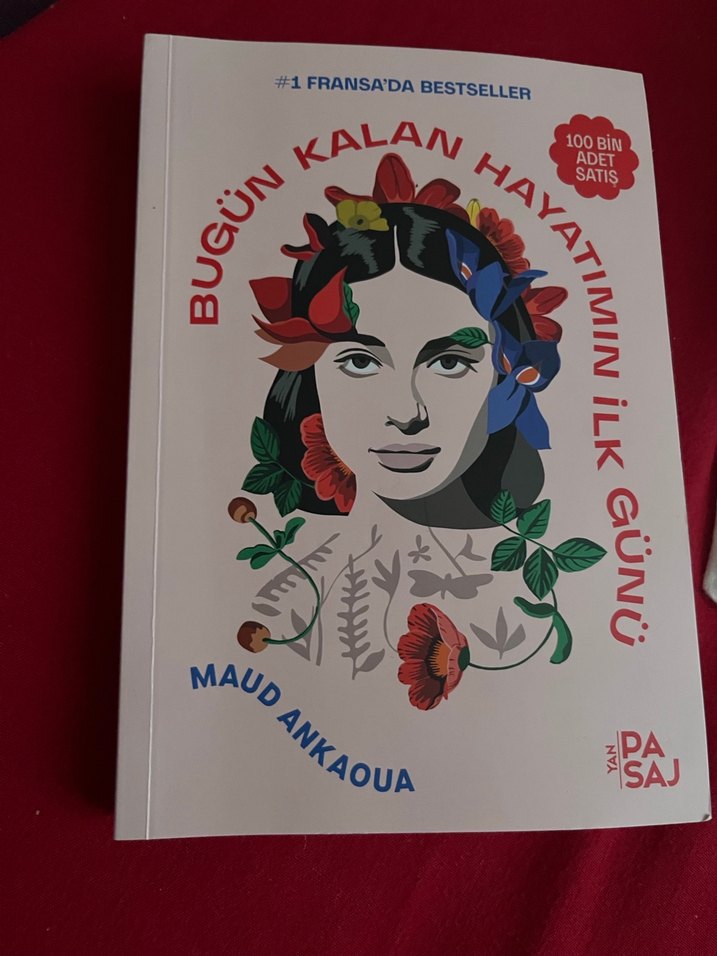 #1 FRANSA'DA BESTSELLER
100 BİN
ADET
SATIŞ
BUGÜN KALAN HAYATIMIN İLK GÜNÜ
MAUD ANKAOUA
YAN
PA
SAJ